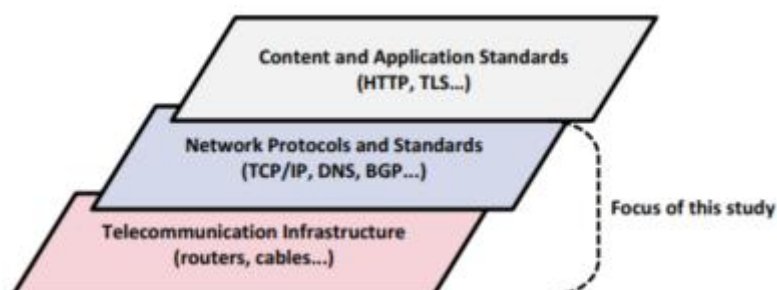 Content and Application Standards
(HTTP, TLS...)
Network Protocols and Standards
(TCP/IP, DNS, BGP...)
Focus of this study
Telecommunication Infrastructure
(routers, cables...)